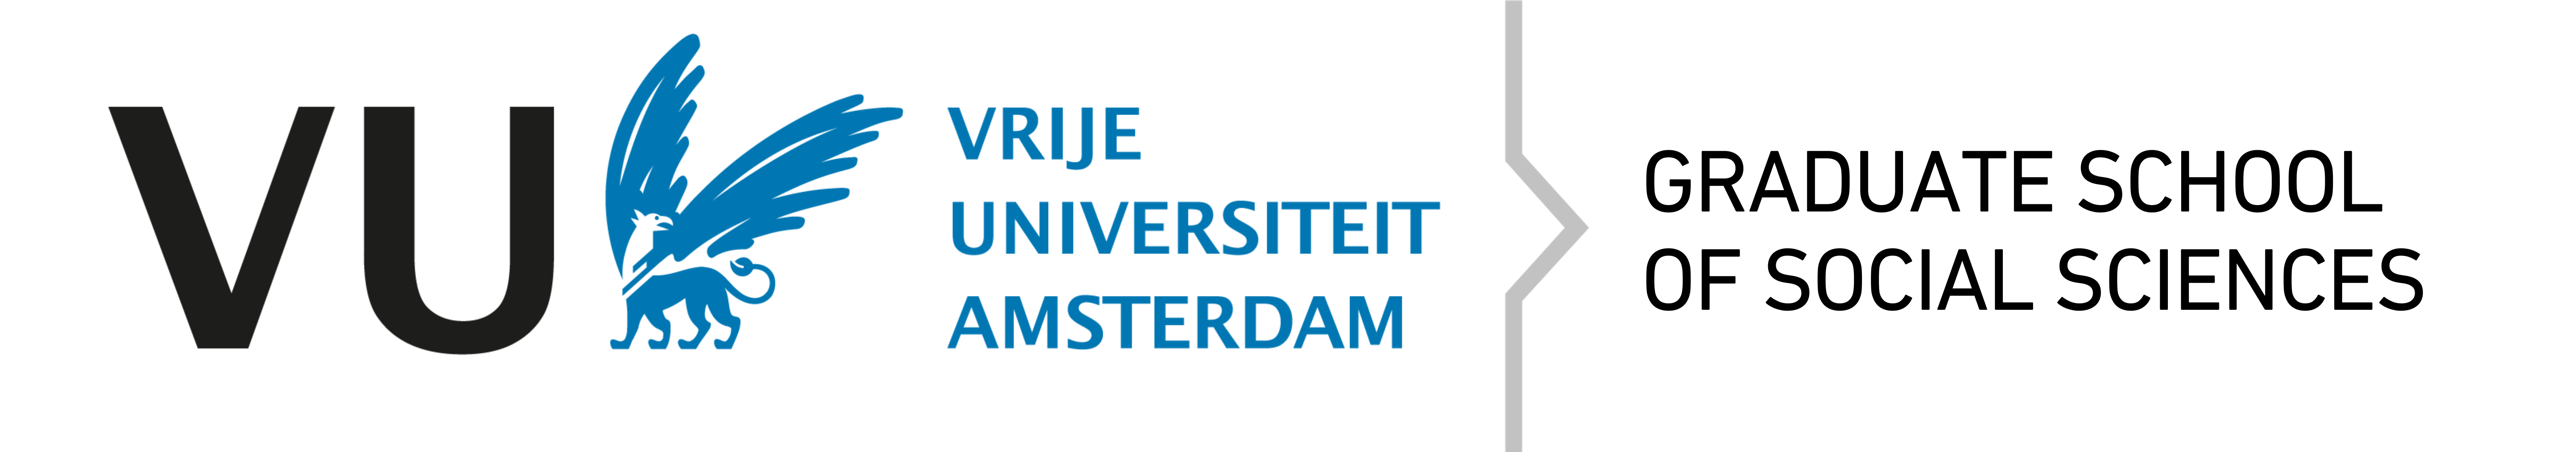 VU
VRIJE
UNIVERSITEIT
AMSTERDAM
GRADUATE SCHOOL
OF SOCIAL SCIENCES